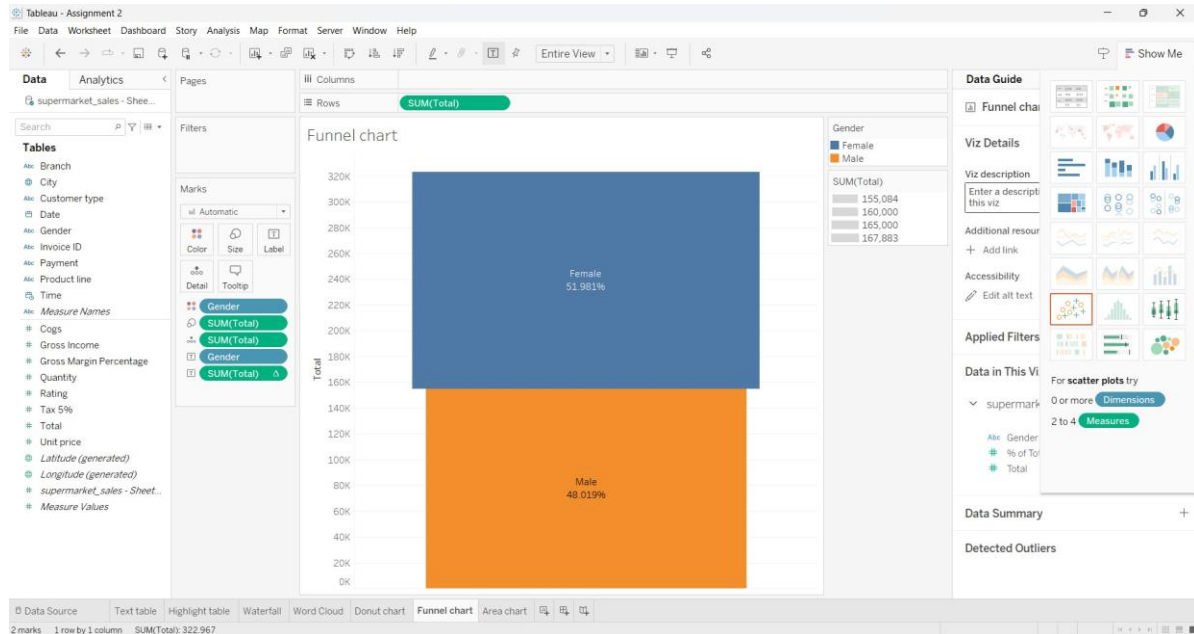 Tableau - Assignment 2
File Data Worksheet Dashboard Story Analysis Map Format Server Window Help
Entire View
Show Me
Data Analytics
supermarket_sales - Shee...
Search
Tables
Abc Branch
City
Abc Customer type
Date
Abc Gender
Abc Invoice ID
Abc Payment
Abc Product line
Time
Abc Measure Names
# Cogs
# Gross Income
# Gross Margin Percentage
# Quantity
# Rating
# Tax 5%
# Total
# Unit price
Latitude (generated)
Longitude (generated)
# supermarket_sales - Sheet...
# Measure Values
Pages
Filters
Marks
Automatic
Color Size Label
Detail Tooltip
Gender
SUM(Total)
SUM(Total)
Gender
SUM(Total) Δ
Columns
Rows SUM(Total)
Funnel chart
Total
320K
300K
280K
260K
240K
220K
200K
180K
160K
140K
120K
100K
80K
60K
40K
20K
0K
Female
51.981%
Male
48.019%
Gender
Female
Male
SUM(Total)
155,084
160,000
165,000
167,883
Data Guide
Funnel cha
Viz Details
Viz description
Enter a descripti
this viz
Additional resour
+ Add link
Accessibility
Edit alt text
Applied Filters
Data in This Vi
supermark
Abc Gender
# % of To
# Total
Data Summary +
Detected Outliers
For scatter plots try
0 or more Dimensions
2 to 4 Measures
Data Source Text table Highlight table Waterfall Word Cloud Donut chart Funnel chart Area chart
2 marks 1 row by 1 column SUM(Total): 322,967